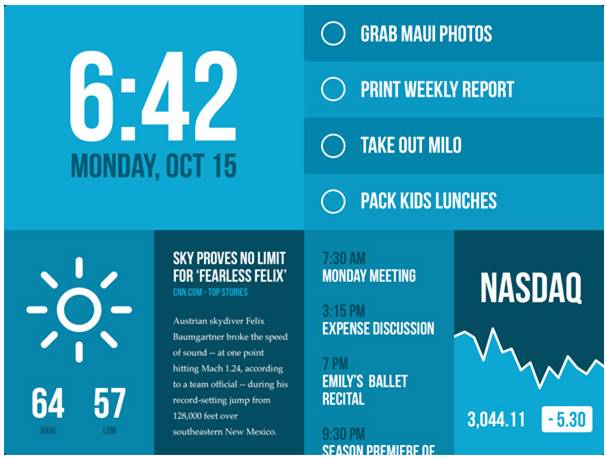 6:42
MONDAY, OCT 15
GRAB MAUI PHOTOS
PRINT WEEKLY REPORT
TAKE OUT MILO
PACK KIDS LUNCHES
64
HIGH
57
LOW
SKY PROVES NO LIMIT
FOR ‘FEARLESS FELIX’
CNN.COM - TOP STORIES
Austrian skydiver Felix
Baumgartner broke the speed
of sound -- at one point
hitting Mach 1.24, according
to a team official -- during his
record-setting jump from
128,000 feet over
southeastern New Mexico.
7:30 AM
MONDAY MEETING
3:15 PM
EXPENSE DISCUSSION
7 PM
EMILY'S BALLET
RECITAL
9:30 PM
SEASON PREMIERE OF
NASDAQ
3,044.11
- 5.30